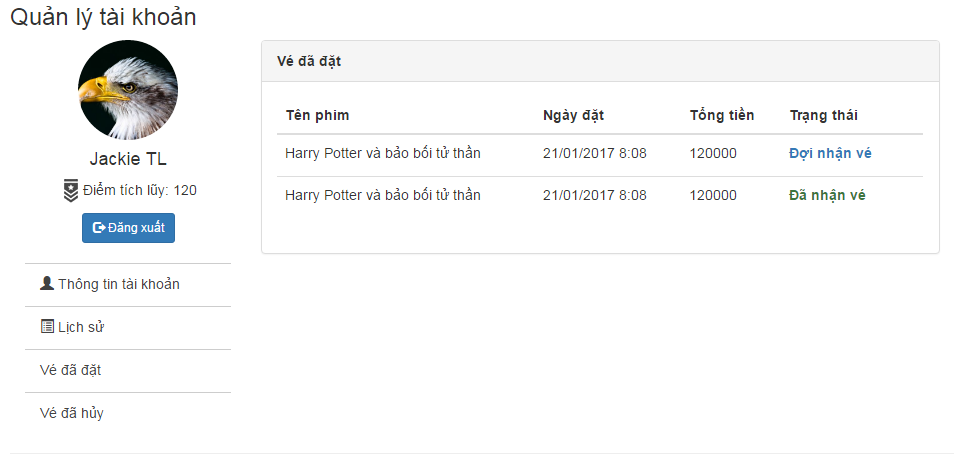 Quản lý tài khoản
Jackie TL
Điểm tích lũy: 120
Đăng xuất
Thông tin tài khoản
Lịch sử
Vé đã đặt
Vé đã hủy
Vé đã đặt
Tên phim Ngày đặt Tổng tiền Trạng thái
Harry Potter và bảo bối tử thần 21/01/2017 8:08 120000 Đợi nhận vé
Harry Potter và bảo bối tử thần 21/01/2017 8:08 120000 Đã nhận vé